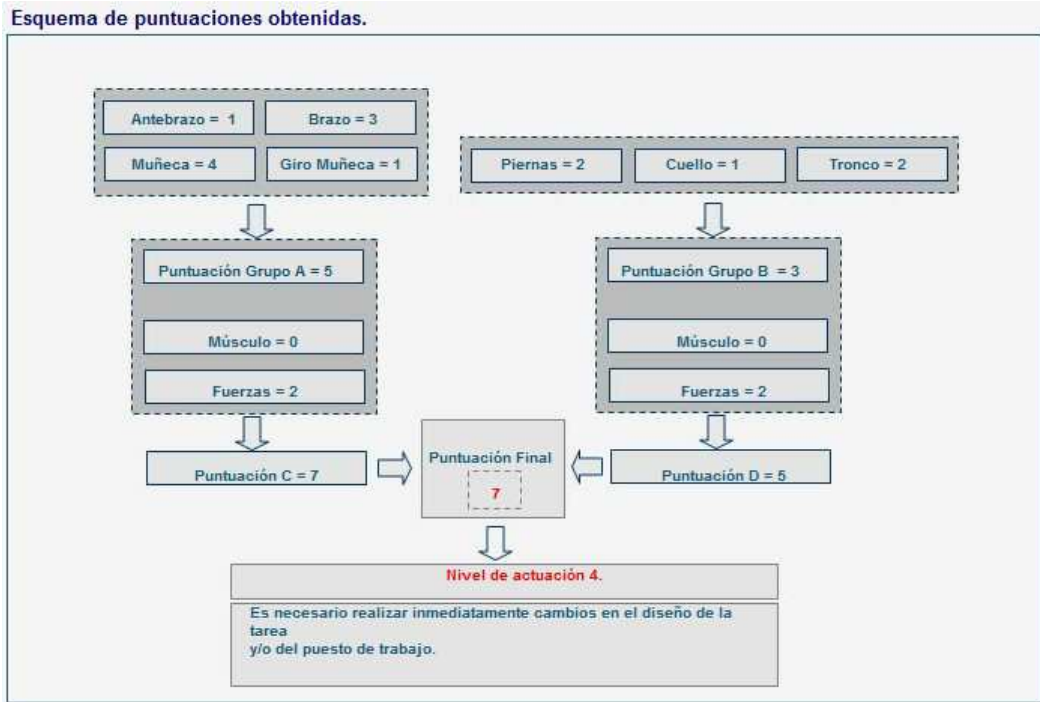 Esquema de puntuaciones obtenidas.
Antebrazo = 1
Brazo = 3
Muñeca = 4
Giro Muñeca = 1
Piernas = 2
Cuello = 1
Tronco = 2
Puntuación Grupo A = 5
Músculo = 0
Fuerzas = 2
Puntuación C = 7
Puntuación Grupo B = 3
Músculo = 0
Fuerzas = 2
Puntuación D = 5
Puntuación Final
7
Nivel de actuación 4.
Es necesario realizar inmediatamente cambios en el diseño de la
tarea
y/o del puesto de trabajo.